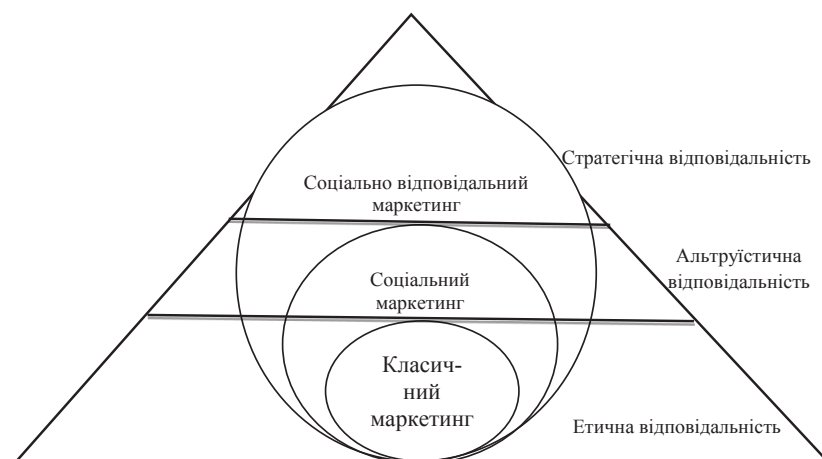 Стратегічна відповідальність
Соціально відповідальний
маркетинг
Альтруїстична
відповідальність
Соціальний
маркетинг
Класич-
ний
маркетинг
Етична відповідальність